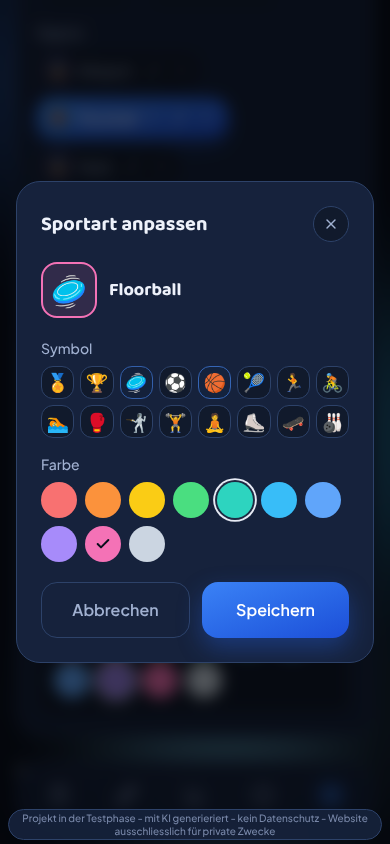 Sportart anpassen
Floorball
Symbol
Farbe
Abbrechen
Speichern
Projekt in der Testphase - mit KI generieriert - kein Datenschutz - Website
ausschliesslich für private Zwecke